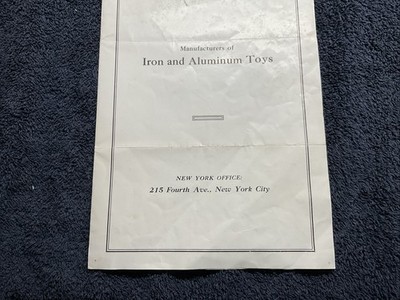 Manufacturers of
Iron and Aluminum Toys
NEW YORK OFFICE:
215 Fourth Ave., New York City